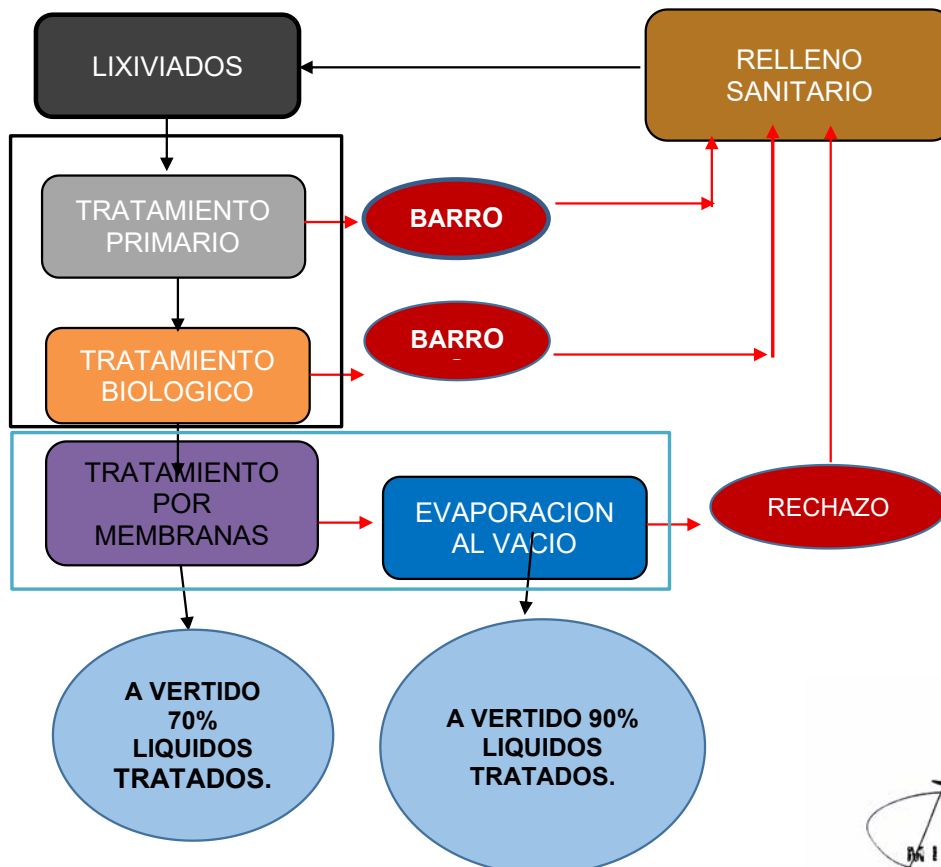 LIXIVIADOS
RELLENO
SANITARIO
TRATAMIENTO
PRIMARIO
BARRO
TRATAMIENTO
BIOLOGICO
BARRO
TRATAMIENTO
POR
MEMBRANAS
EVAPORACION
AL VACIO
RECHAZO
A VERTIDO
70%
LIQUIDOS
TRATADOS.
A VERTIDO 90%
LIQUIDOS
TRATADOS.